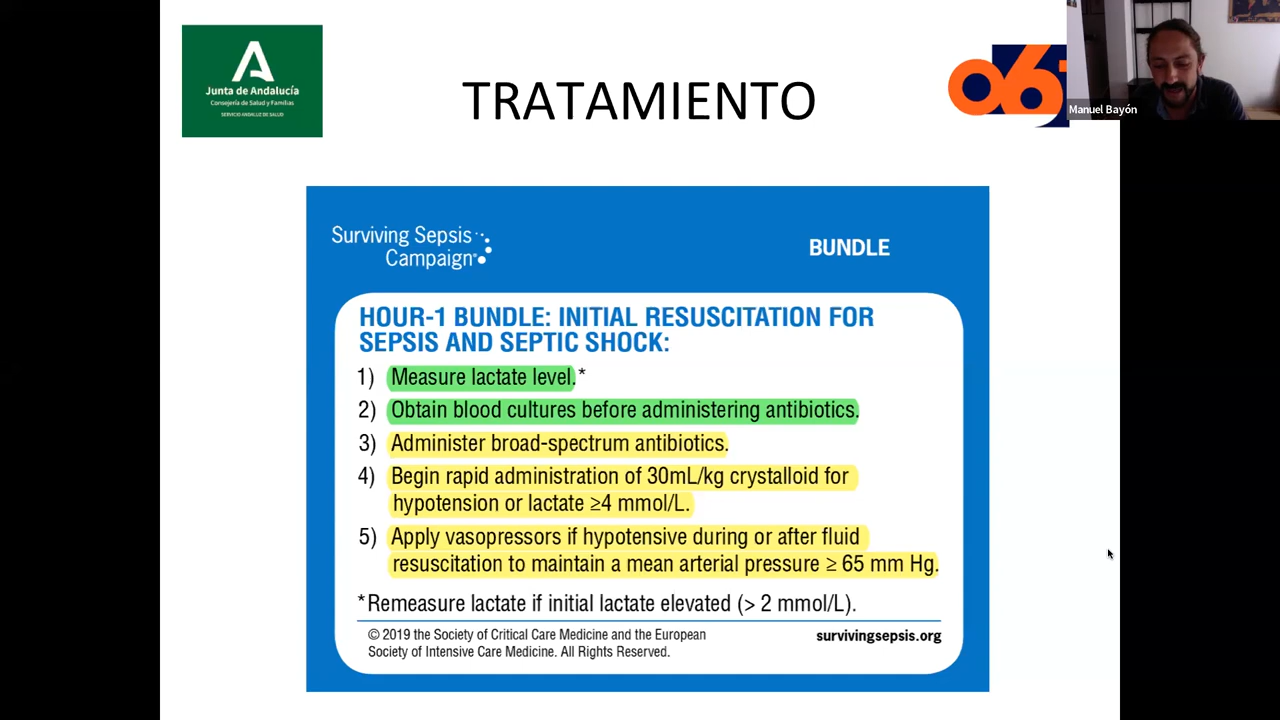 Junta de Andalucía
Consejería de Salud y Familias
SERVICIO ANDALUZ DE SALUD
TRATAMIENTO
061
Manuel Bayón
Surviving Sepsis
Campaign
BUNDLE
HOUR-1 BUNDLE: INITIAL RESUSCITATION FOR
SEPSIS AND SEPTIC SHOCK:
1) Measure lactate level.*
2) Obtain blood cultures before administering antibiotics.
3) Administer broad-spectrum antibiotics.
4) Begin rapid administration of 30mL/kg crystalloid for
hypotension or lactate ≥4 mmol/L.
5) Apply vasopressors if hypotensive during or after fluid
resuscitation to maintain a mean arterial pressure ≥ 65 mm Hg.
*Remeasure lactate if initial lactate elevated (> 2 mmol/L).
© 2019 the Society of Critical Care Medicine and the European
Society of Intensive Care Medicine. All Rights Reserved.
survivingsepsis.org